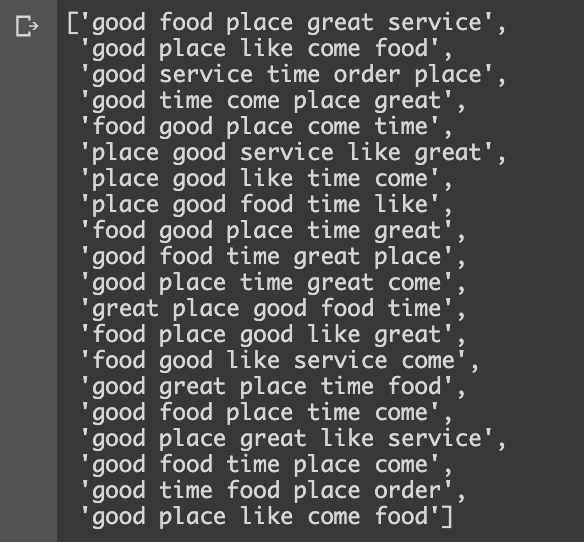 ['good food place great service',
'good place like come food',
'good service time order place',
'good time come place great',
'food good place come time',
'place good service like great',
'place good like time come',
'place good food time like',
'food good place time great',
'good food time great place',
'good place time great come',
'great place good food time',
'food place good like great',
'food good like service come',
'good great place time food',
'good food place time come',
'good place great like service',
'good food time place come',
'good time food place order',
'good place like come food']